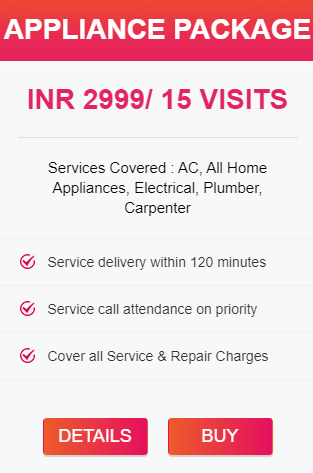 APPLIANCE PACKAGE
INR 2999/ 15 VISITS
Services Covered : AC, All Home
Appliances, Electrical, Plumber,
Carpenter
Service delivery within 120 minutes
Service call attendance on priority
Cover all Service & Repair Charges
DETAILS
BUY